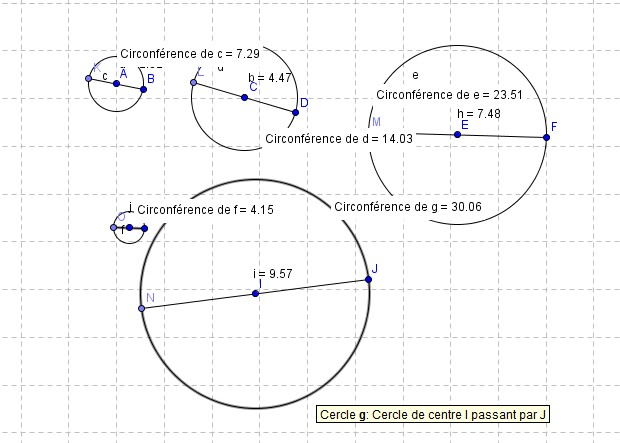 Circonférence de c = 7.29
K
c
A
B
L
d
b = 4.47
C
D
Circonférence de d = 14.03
e
Circonférence de e = 23.51
h = 7.48
M
E
F
j
O
Circonférence de f = 4.15
f
Circonférence de g = 30.06
i = 9.57
I
J
N
Cercle g: Cercle de centre I passant par J